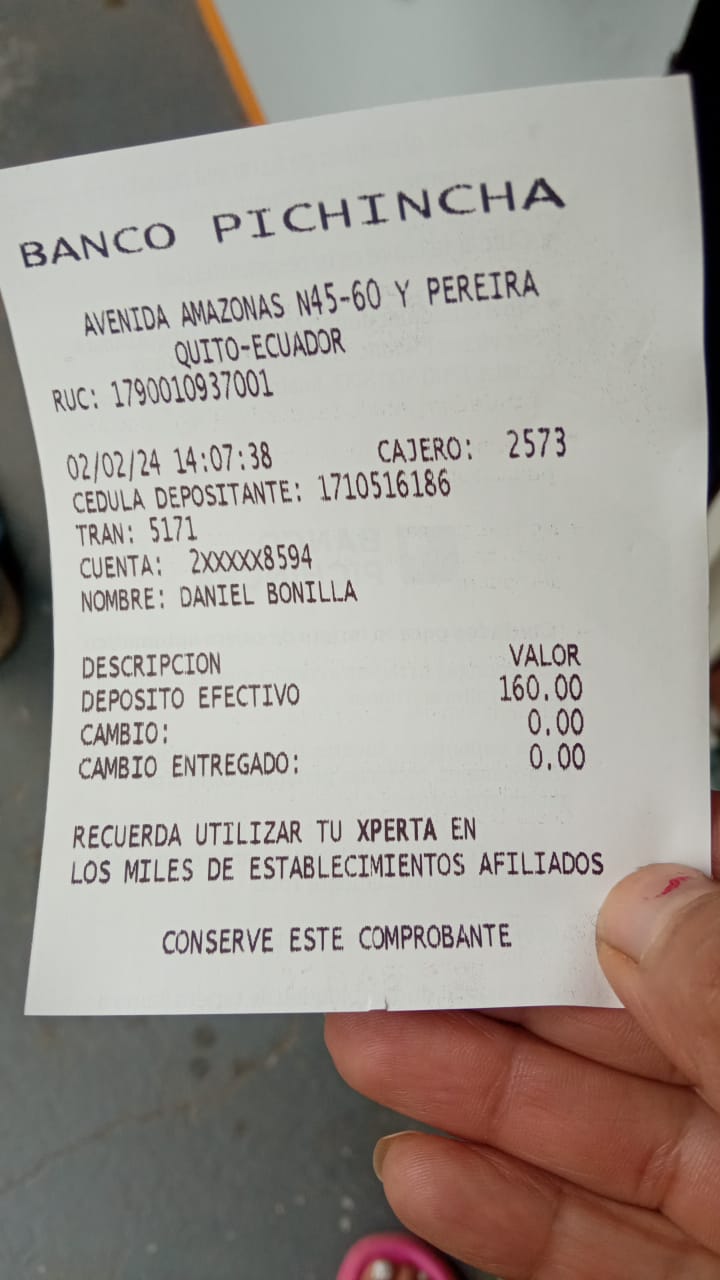 BANCO PICHINCHA
AVENIDA AMAZONAS N45-60 Y PEREIRA
QUITO-ECUADOR
RUC: 1790010937001
02/02/24 14:07:38 CAJERO: 2573
CEDULA DEPOSITANTE: 1710516186
TRAN: 5171
CUENTA: 2XXXXX8594
NOMBRE: DANIEL BONILLA
DESCRIPCION VALOR
DEPOSITO EFECTIVO 160.00
CAMBIO: 0.00
CAMBIO ENTREGADO: 0.00
RECUERDA UTILIZAR TU XPERTA EN
LOS MILES DE ESTABLECIMIENTOS AFILIADOS
CONSERVE ESTE COMPROBANTE